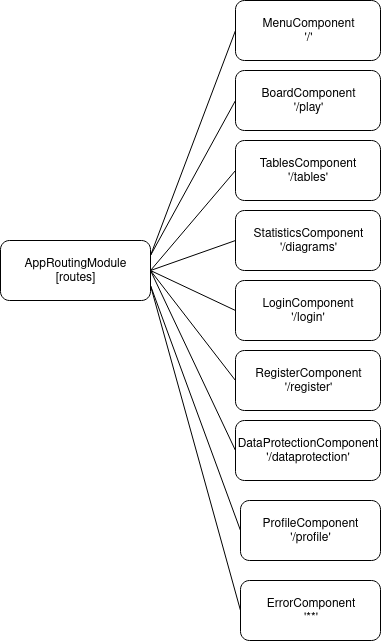 MenuComponent
'/'
BoardComponent
'/play'
TablesComponent
'/tables'
StatisticsComponent
'/diagrams'
AppRoutingModule
[routes]
LoginComponent
'/login'
RegisterComponent
'/register'
DataProtectionComponent
'/dataprotection'
ProfileComponent
'/profile'
ErrorComponent
'**'